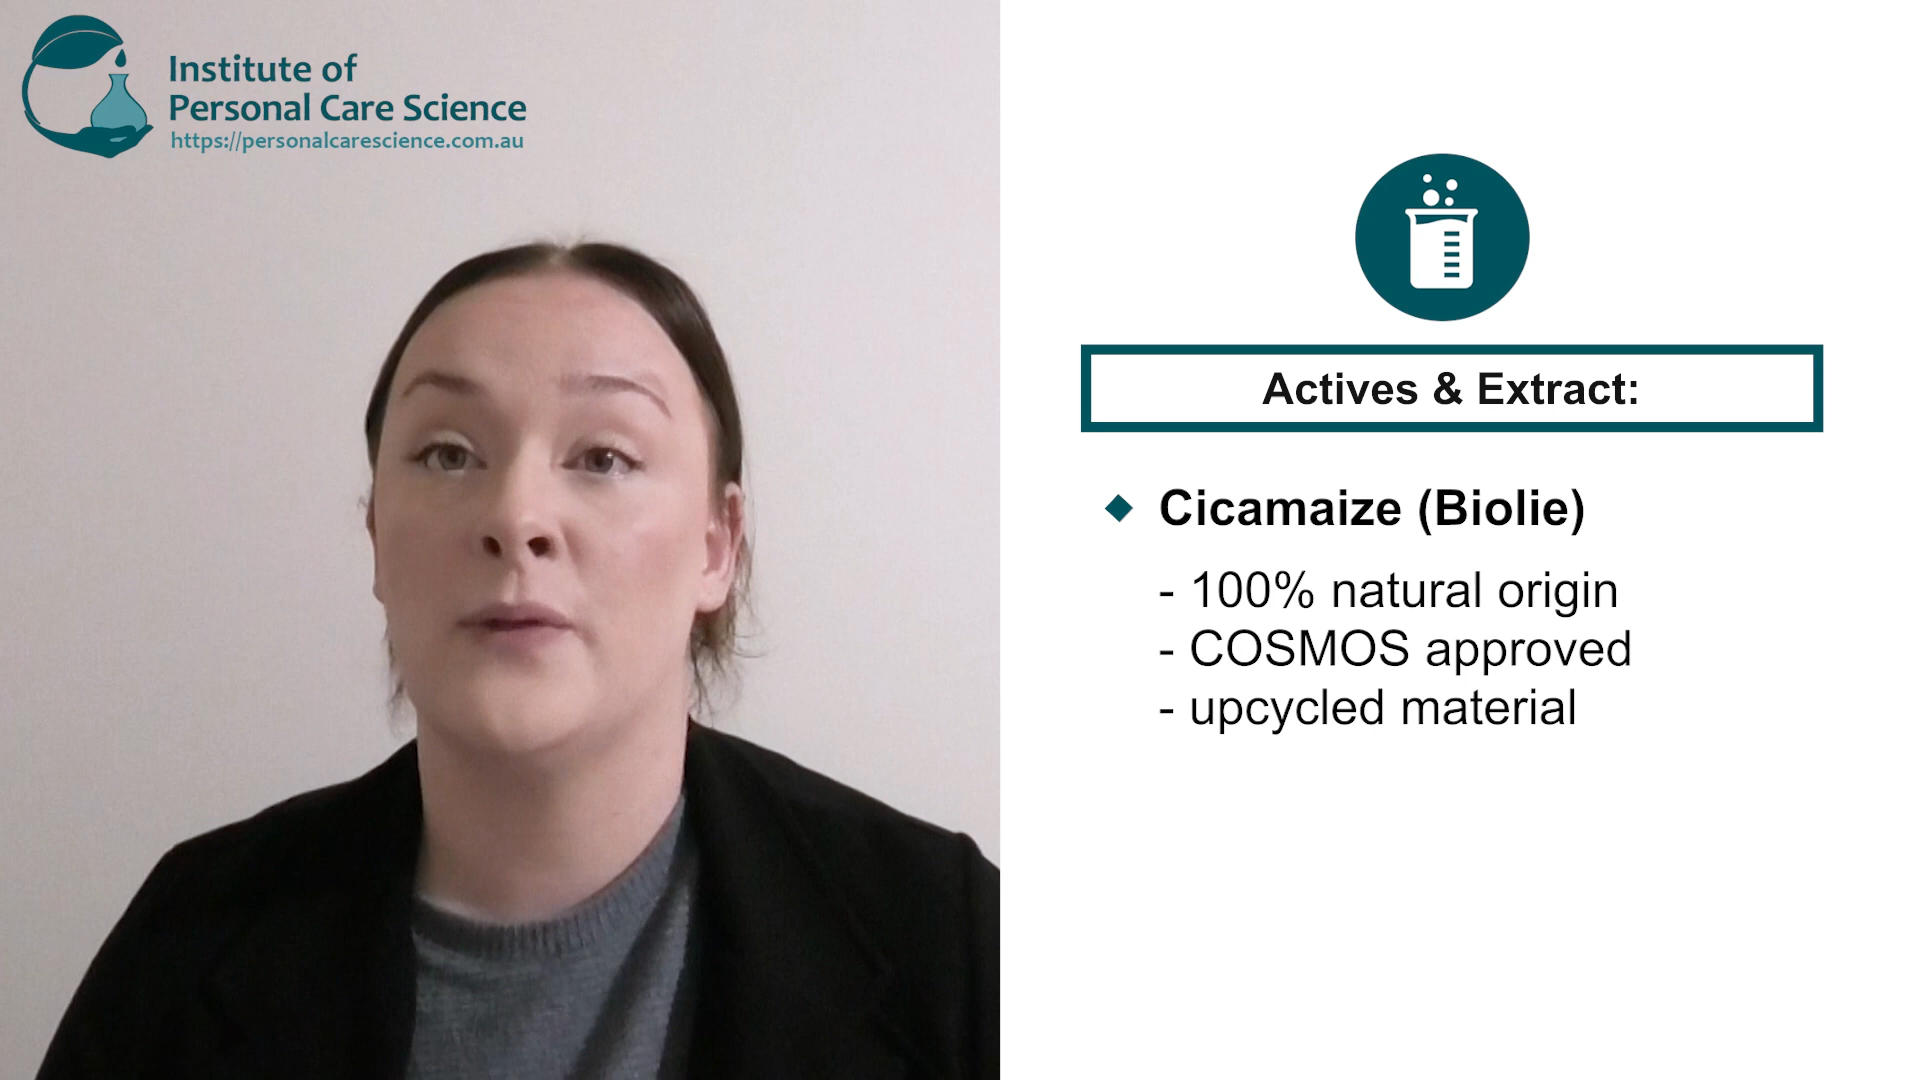 Institute of
Personal Care Science
https://personalcarescience.com.au
Actives & Extract:
Cicamaize (Biolie)
- 100% natural origin
- COSMOS approved
- upcycled material